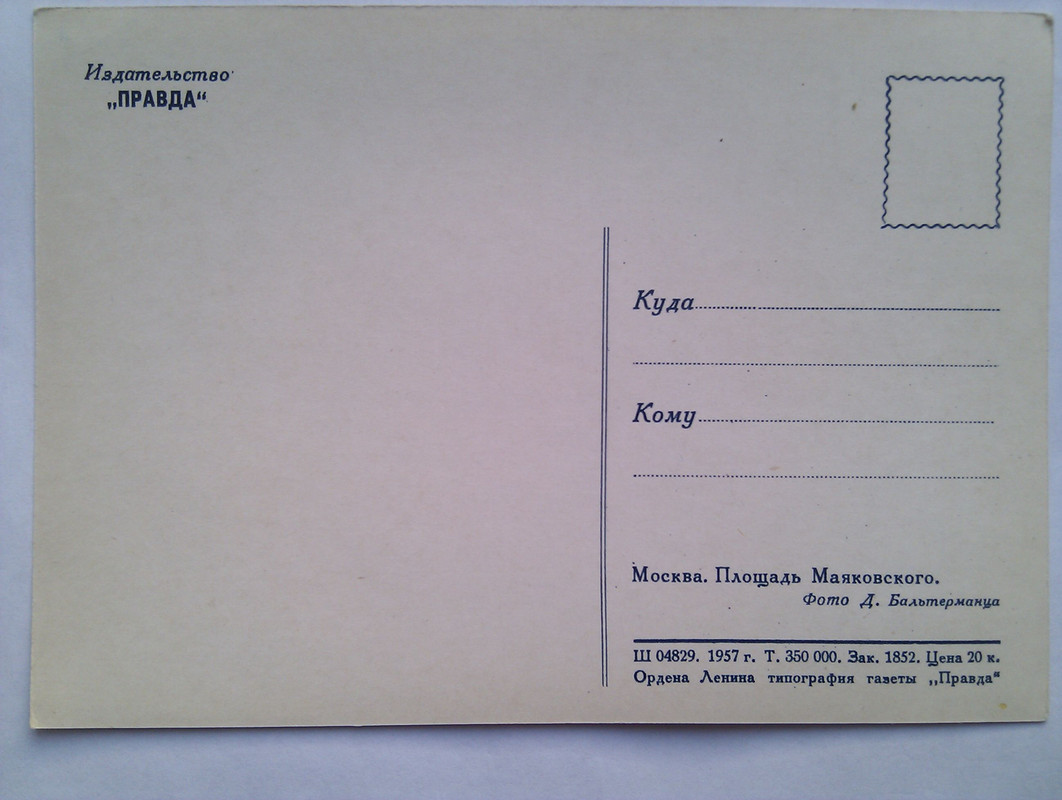 Издательство
„ПРАВДА“
Куда
Кому
Москва. Площадь Маяковского.
Фото Д. Бальтерманца
Ш 04829. 1957 г. Т. 350 000. Зак. 1852. Цена 20 к.
Ордена Ленина типография газеты „Правда“